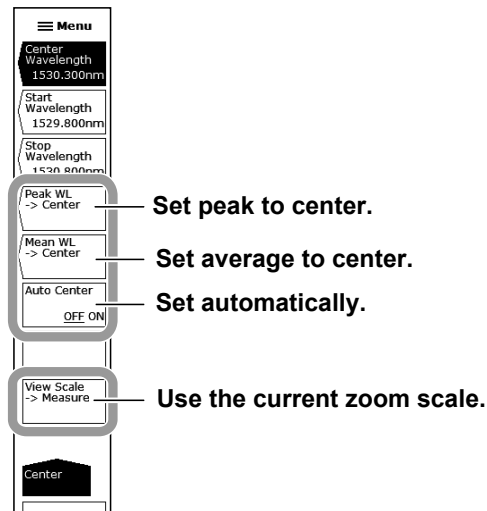 Menu
Center
Wavelength
1530.300nm
Start
Wavelength
1529.800nm
Stop
Wavelength
1530.800nm
Peak WL
-> Center
Set peak to center.
Mean WL
-> Center
Set average to center.
Auto Center
OFF ON
Set automatically.
View Scale
-> Measure
Use the current zoom scale.
Center